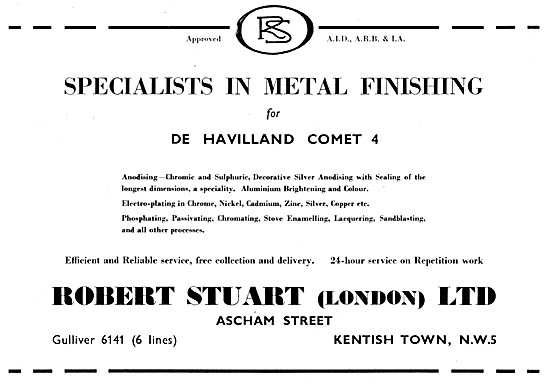 RS
Approved A.I.D., A.R.B. & I.A.
SPECIALISTS IN METAL FINISHING
for
DE HAVILLAND COMET 4
Anodising—Chromic and Sulphuric, Decorative Silver Anodising with Sealing of the
longest dimensions, a speciality. Aluminium Brightening and Colour.
Electro-plating in Chrome, Nickel, Cadmium, Zinc, Silver, Copper etc.
Phosphating, Passivating, Chromating, Stove Enamelling, Lacquering, Sandblasting,
and all other processes.
Efficient and Reliable service, free collection and delivery. 24-hour service on Repetition work
ROBERT STUART (LONDON) LTD
ASCHAM STREET
Gulliver 6141 (6 lines) KENTISH TOWN, N.W.5